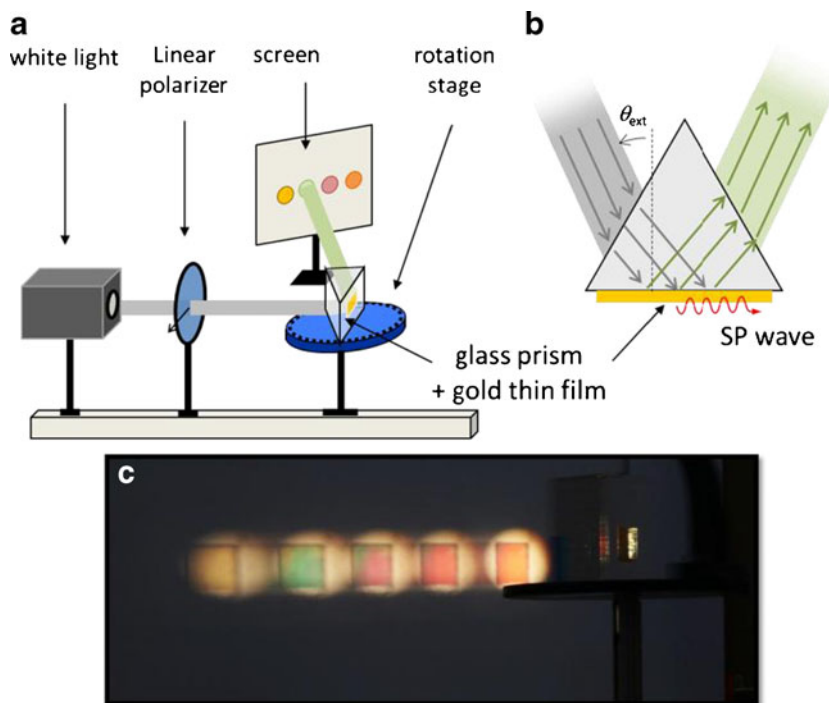 a
white light
Linear
polarizer
screen
rotation
stage
glass prism
+ gold thin film
b
θext
SP wave
c